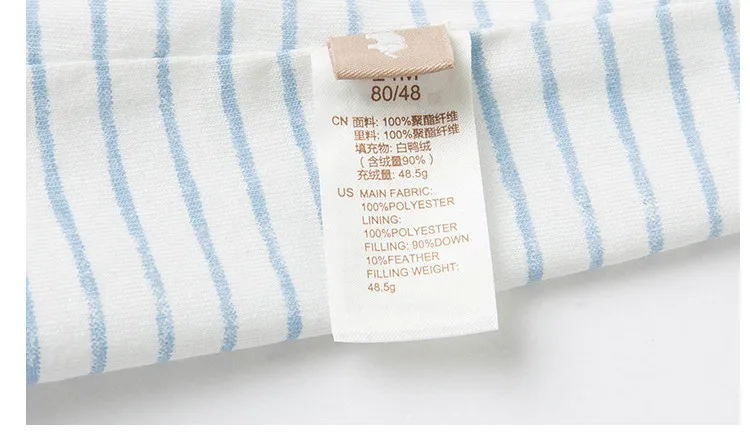 80/48
CN 面料: 100%聚酯纤维
里料: 100%聚酯纤维
填充物: 白鸭绒
(含绒量90%)
充绒量: 48.5g
US MAIN FABRIC:
100%POLYESTER
LINING:
100%POLYESTER
FILLING: 90%DOWN
10%FEATHER
FILLING WEIGHT:
48.5g